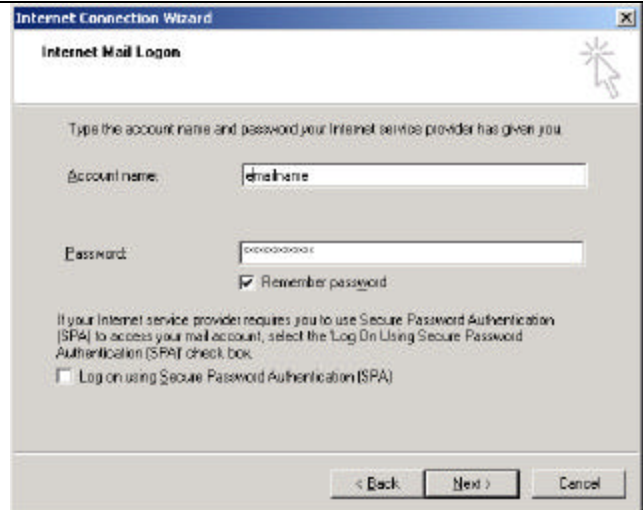 Internet Connection Wizard
Internet Mail Logon
Type the account name and password your Internet service provider has given you.
Account name: emailname
Password: ***********
Remember password
If your Internet service provider requires you to use Secure Password Authentication
(SPA) to access your mail account, select the 'Log On Using Secure Password
Authentication (SPA)' check box.
Log on using Secure Password Authentication (SPA)
< Back Next > Cancel